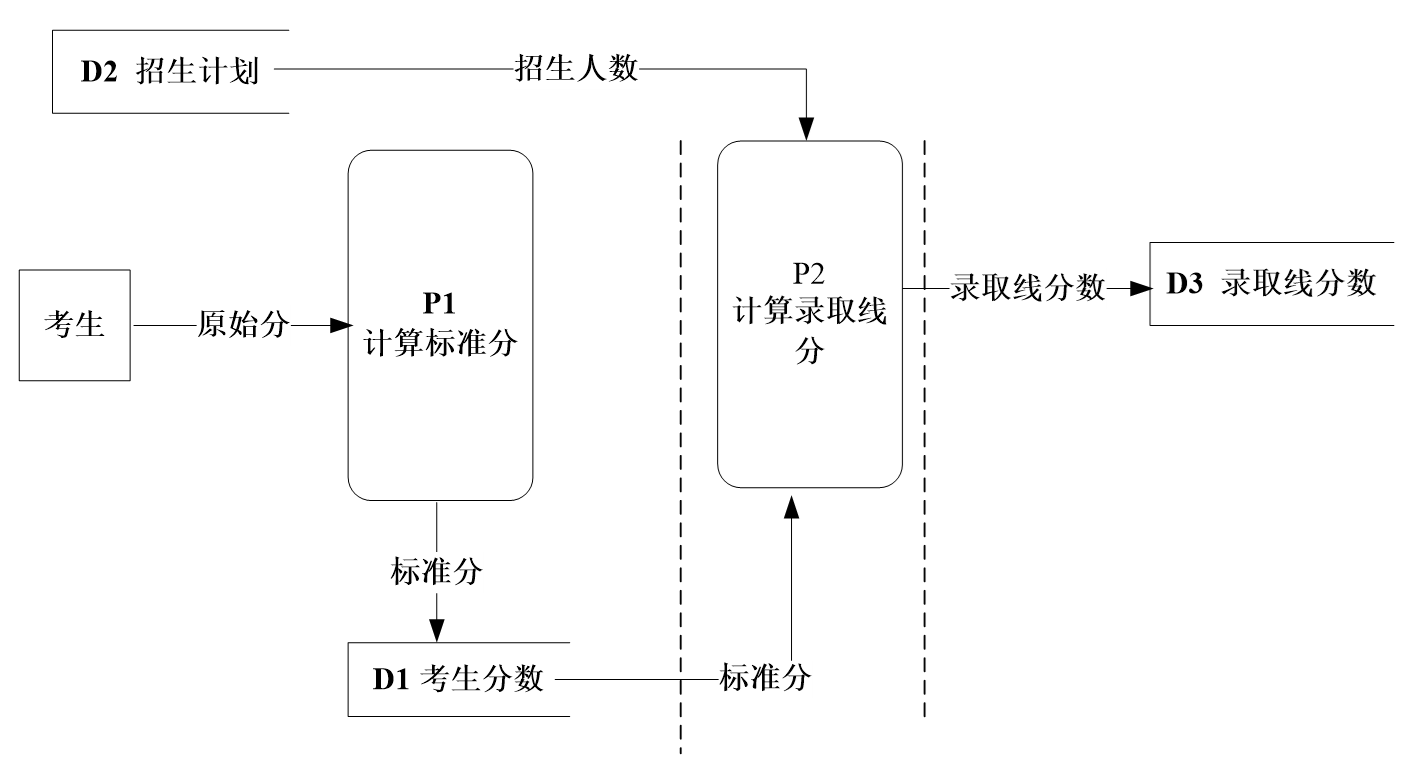 D2 招生计划
招生人数
考生
原始分
P1
计算标准分
P2
计算录取线
分
录取线分数
D3 录取线分数
标准分
D1 考生分数
标准分